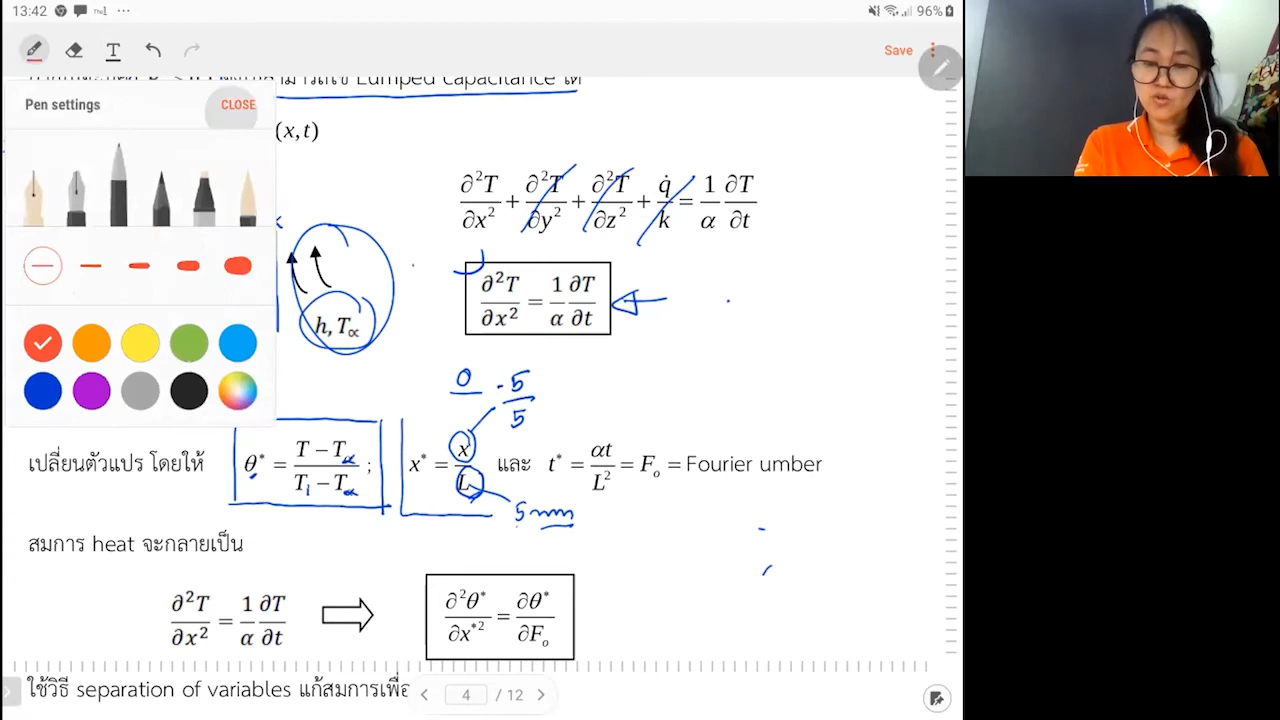 13:42
96%
Save
Lumped capacitance ได้
Pen settings
CLOSE
(x,t)
∂²T/∂x² + ∂²T/∂y² + ∂²T/∂z² + q̇/k = 1/α ∂T/∂t
∂²T/∂x² = 1/α ∂T/∂t
h, T∝
0 - 5/5
เปลี่ยนตัวแปร โดยให้ θ* = T − Tα / Ti − Tα ; x* = x/L และ t* = αt/L² = Fo = Fourier umber
5 mm
สมการ heat จะกลายเป็น
∂²T/∂x² = 1/α ∂T/∂t ⇨ ∂²θ*/∂x*² = ∂θ*/∂Fo
ใช้วิธี separation of variables แก้สมการเพื่อ
4 / 12